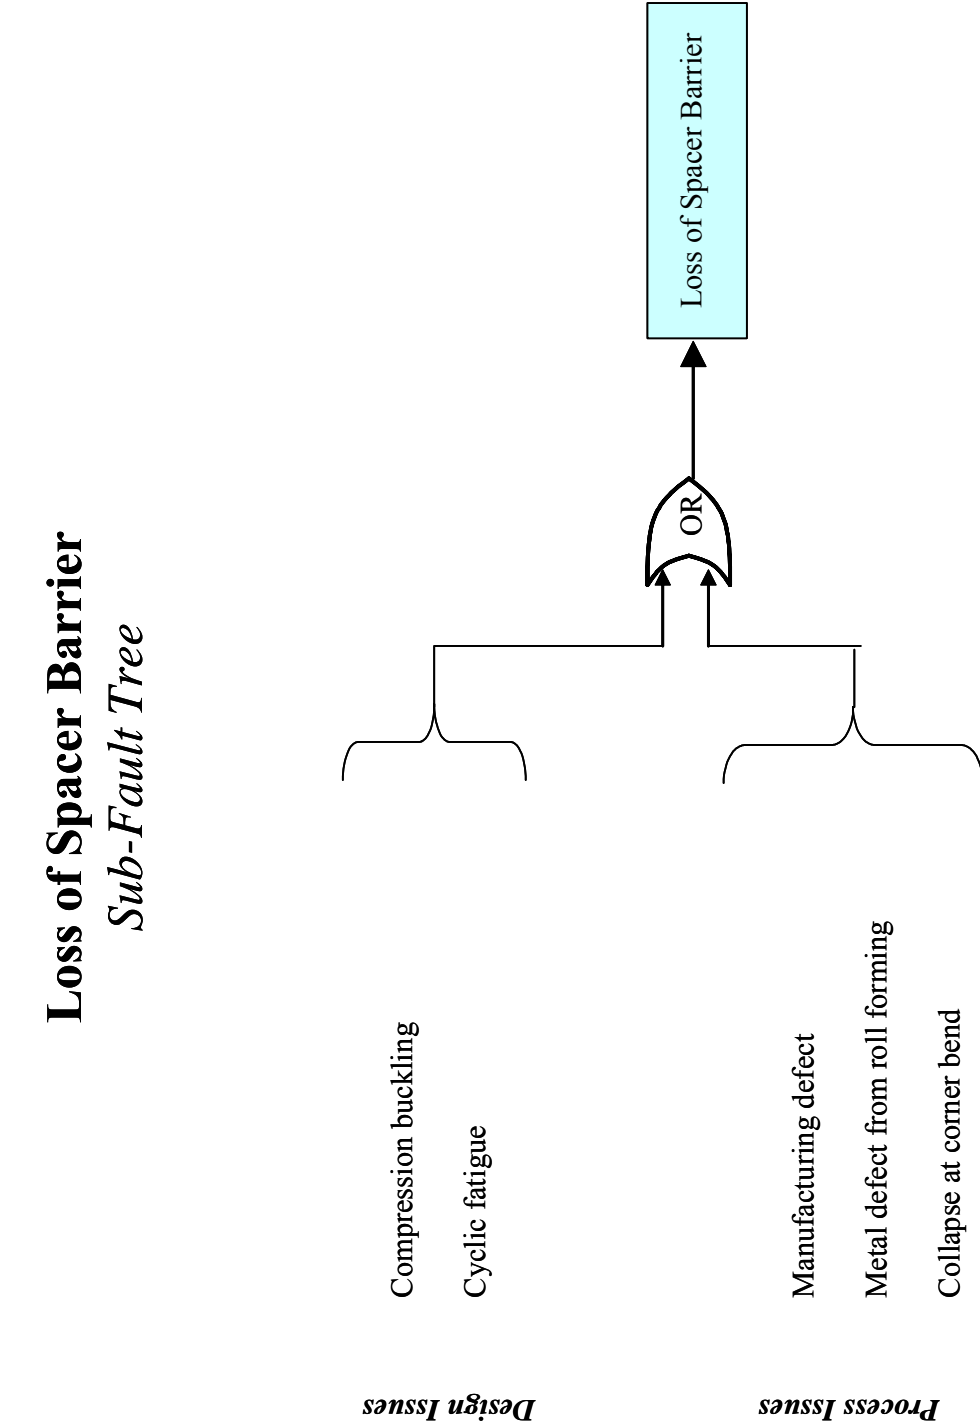 Loss of Spacer Barrier
Sub-Fault Tree
Design Issues
Compression buckling
Cyclic fatigue
Process Issues
Manufacturing defect
Metal defect from roll forming
Collapse at corner bend
OR
Loss of Spacer Barrier